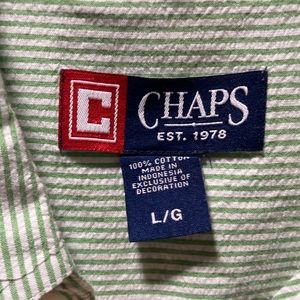 C CHAPS
EST. 1978
100% COTTON
MADE IN
INDONESIA
EXCLUSIVE OF
DECORATION
L/G